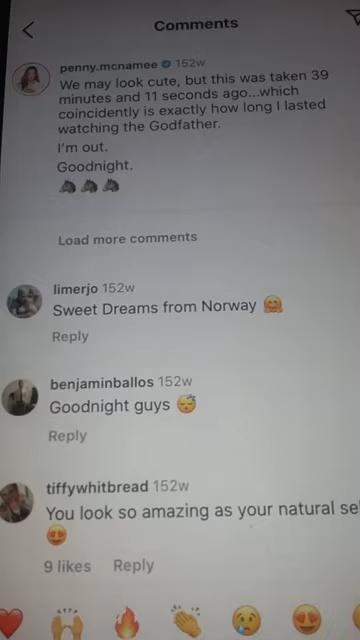 Comments
penny.mcnamee 152w
We may look cute, but this was taken 39
minutes and 11 seconds ago...which
coincidently is exactly how long I lasted
watching the Godfather.
I'm out.
Goodnight.
🐴🐴🐴
Load more comments
limerjo 152w
Sweet Dreams from Norway 🤗
Reply
benjaminballos 152w
Goodnight guys 😴
Reply
tiffywhitbread 152w
You look so amazing as your natural sel
😍
9 likes Reply